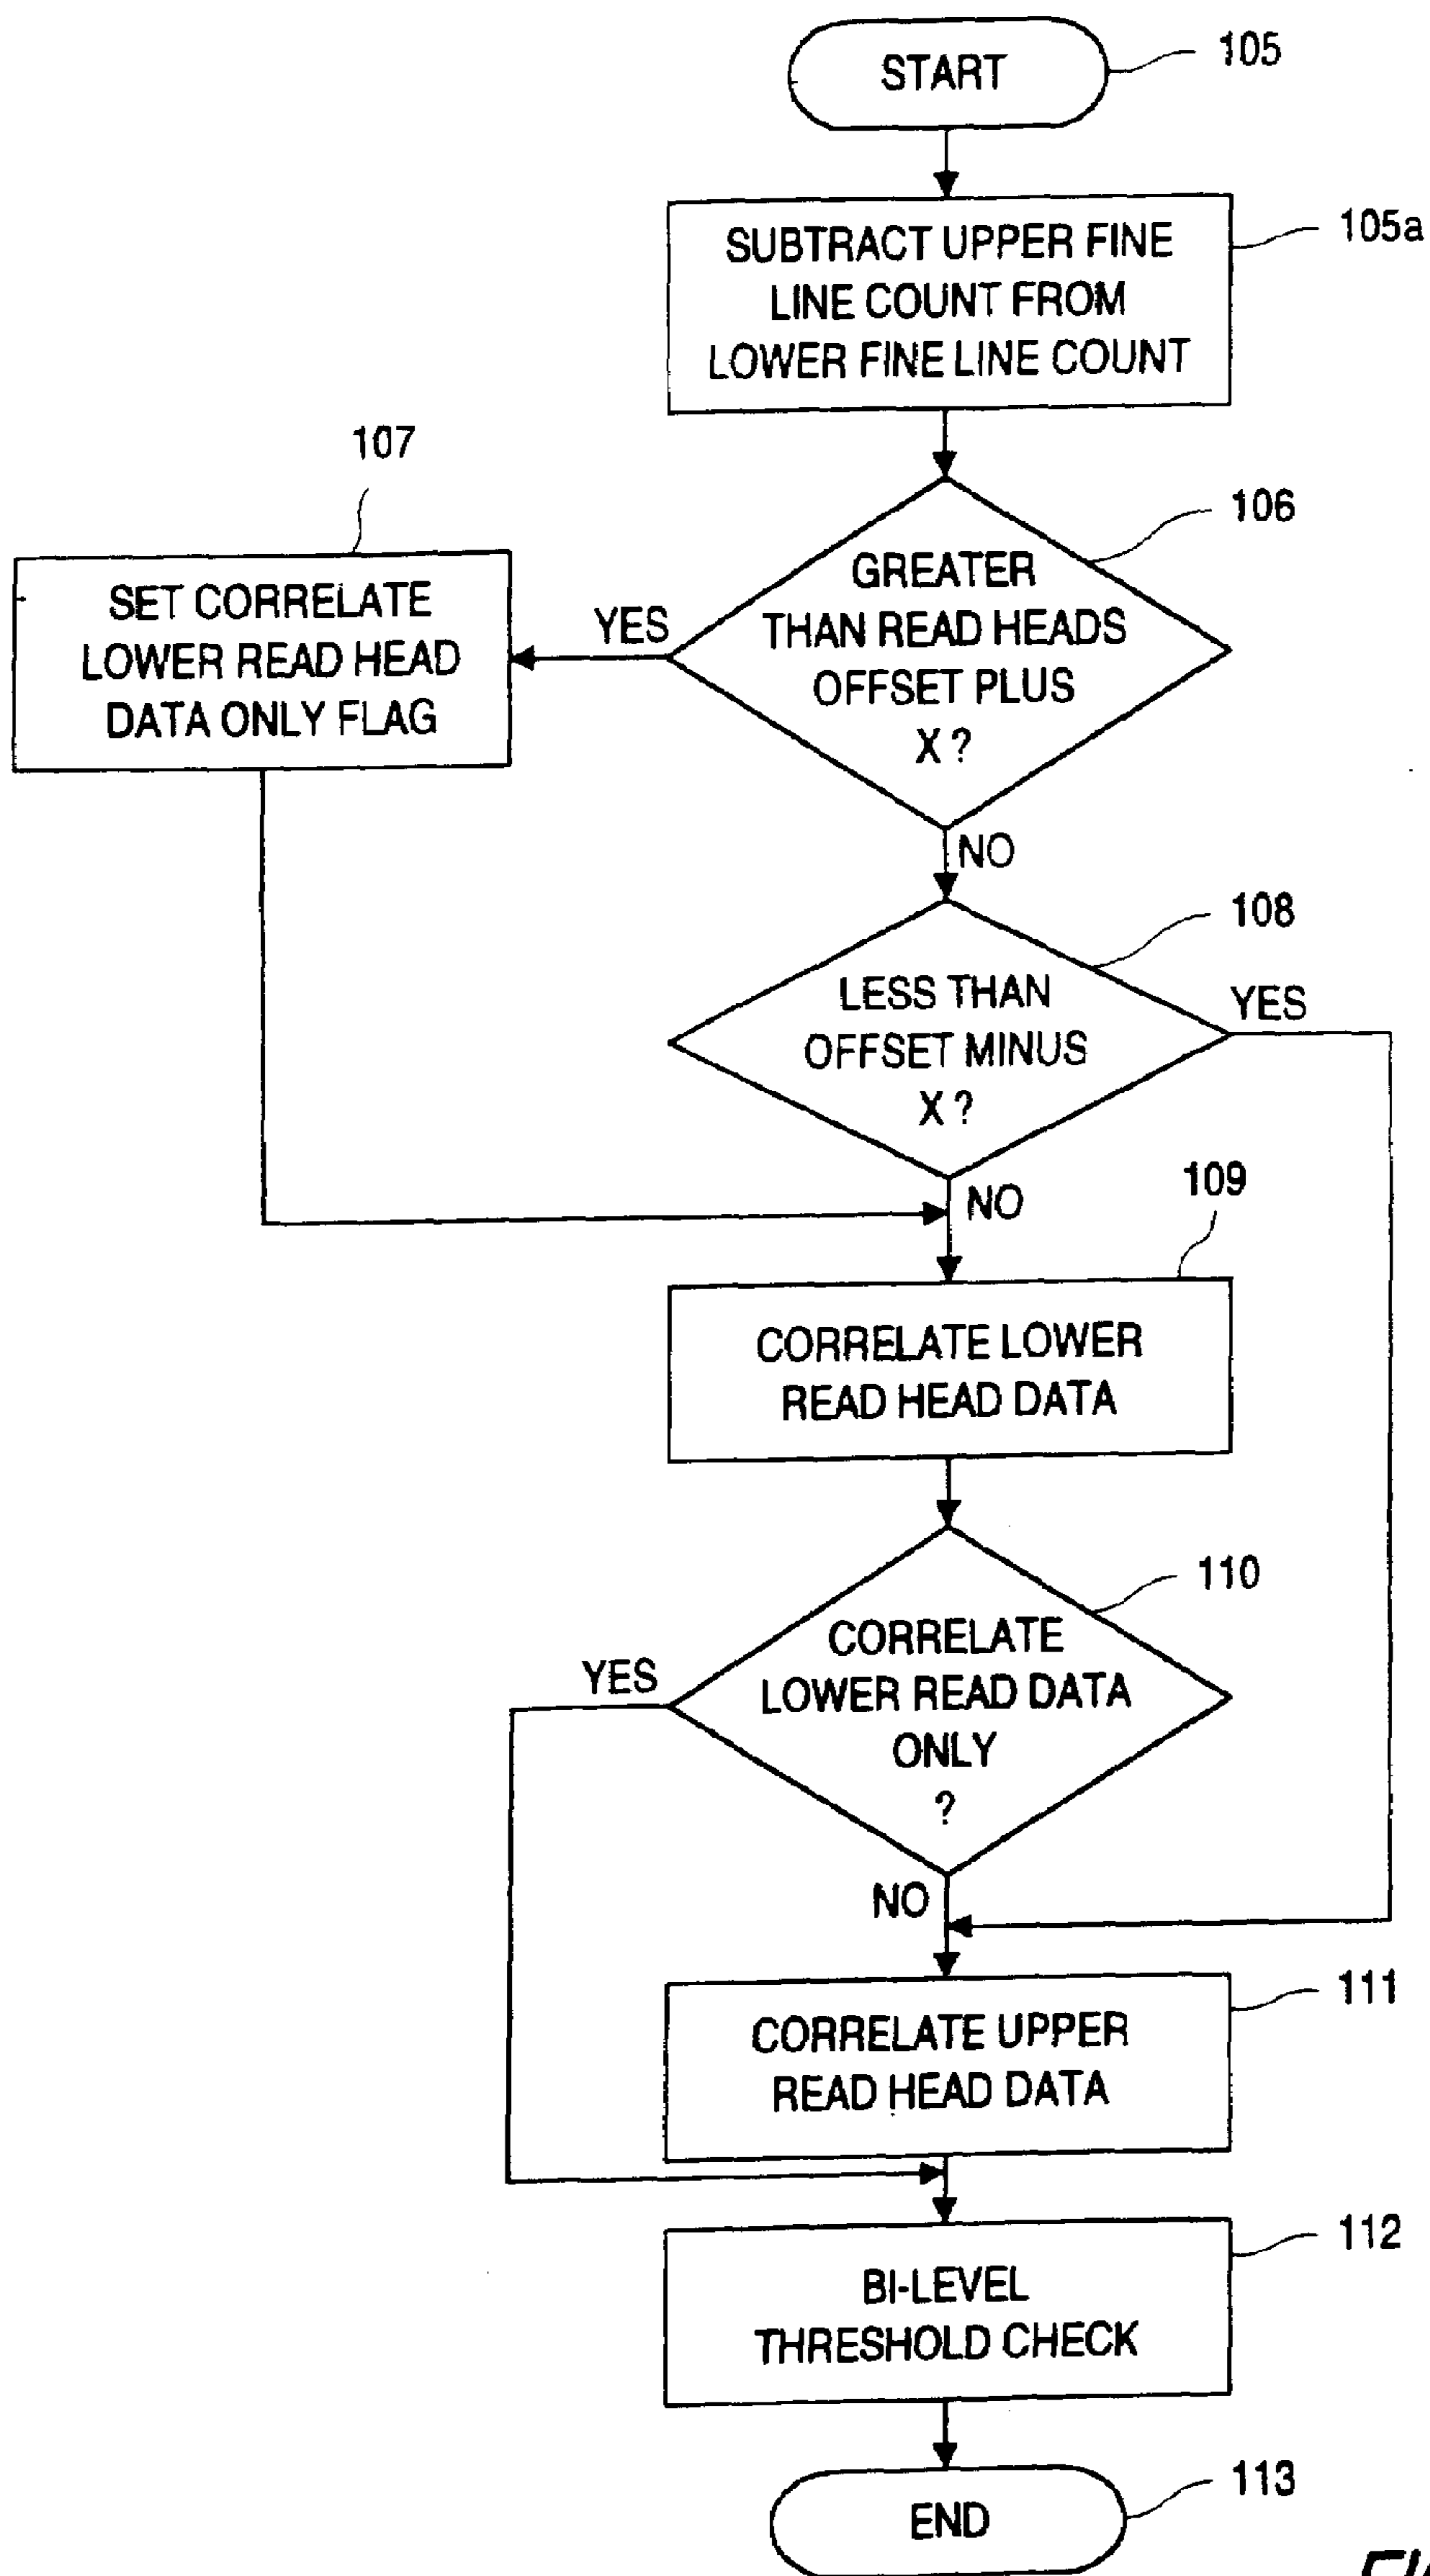 START
105
SUBTRACT UPPER FINE
LINE COUNT FROM
LOWER FINE LINE COUNT
105a
107
SET CORRELATE
LOWER READ HEAD
DATA ONLY FLAG
YES
GREATER
THAN READ HEADS
OFFSET PLUS
X ?
106
NO
LESS THAN
OFFSET MINUS
X ?
108
YES
NO
109
CORRELATE LOWER
READ HEAD DATA
110
CORRELATE
LOWER READ DATA
ONLY
?
YES
NO
CORRELATE UPPER
READ HEAD DATA
111
BI-LEVEL
THRESHOLD CHECK
112
END
113